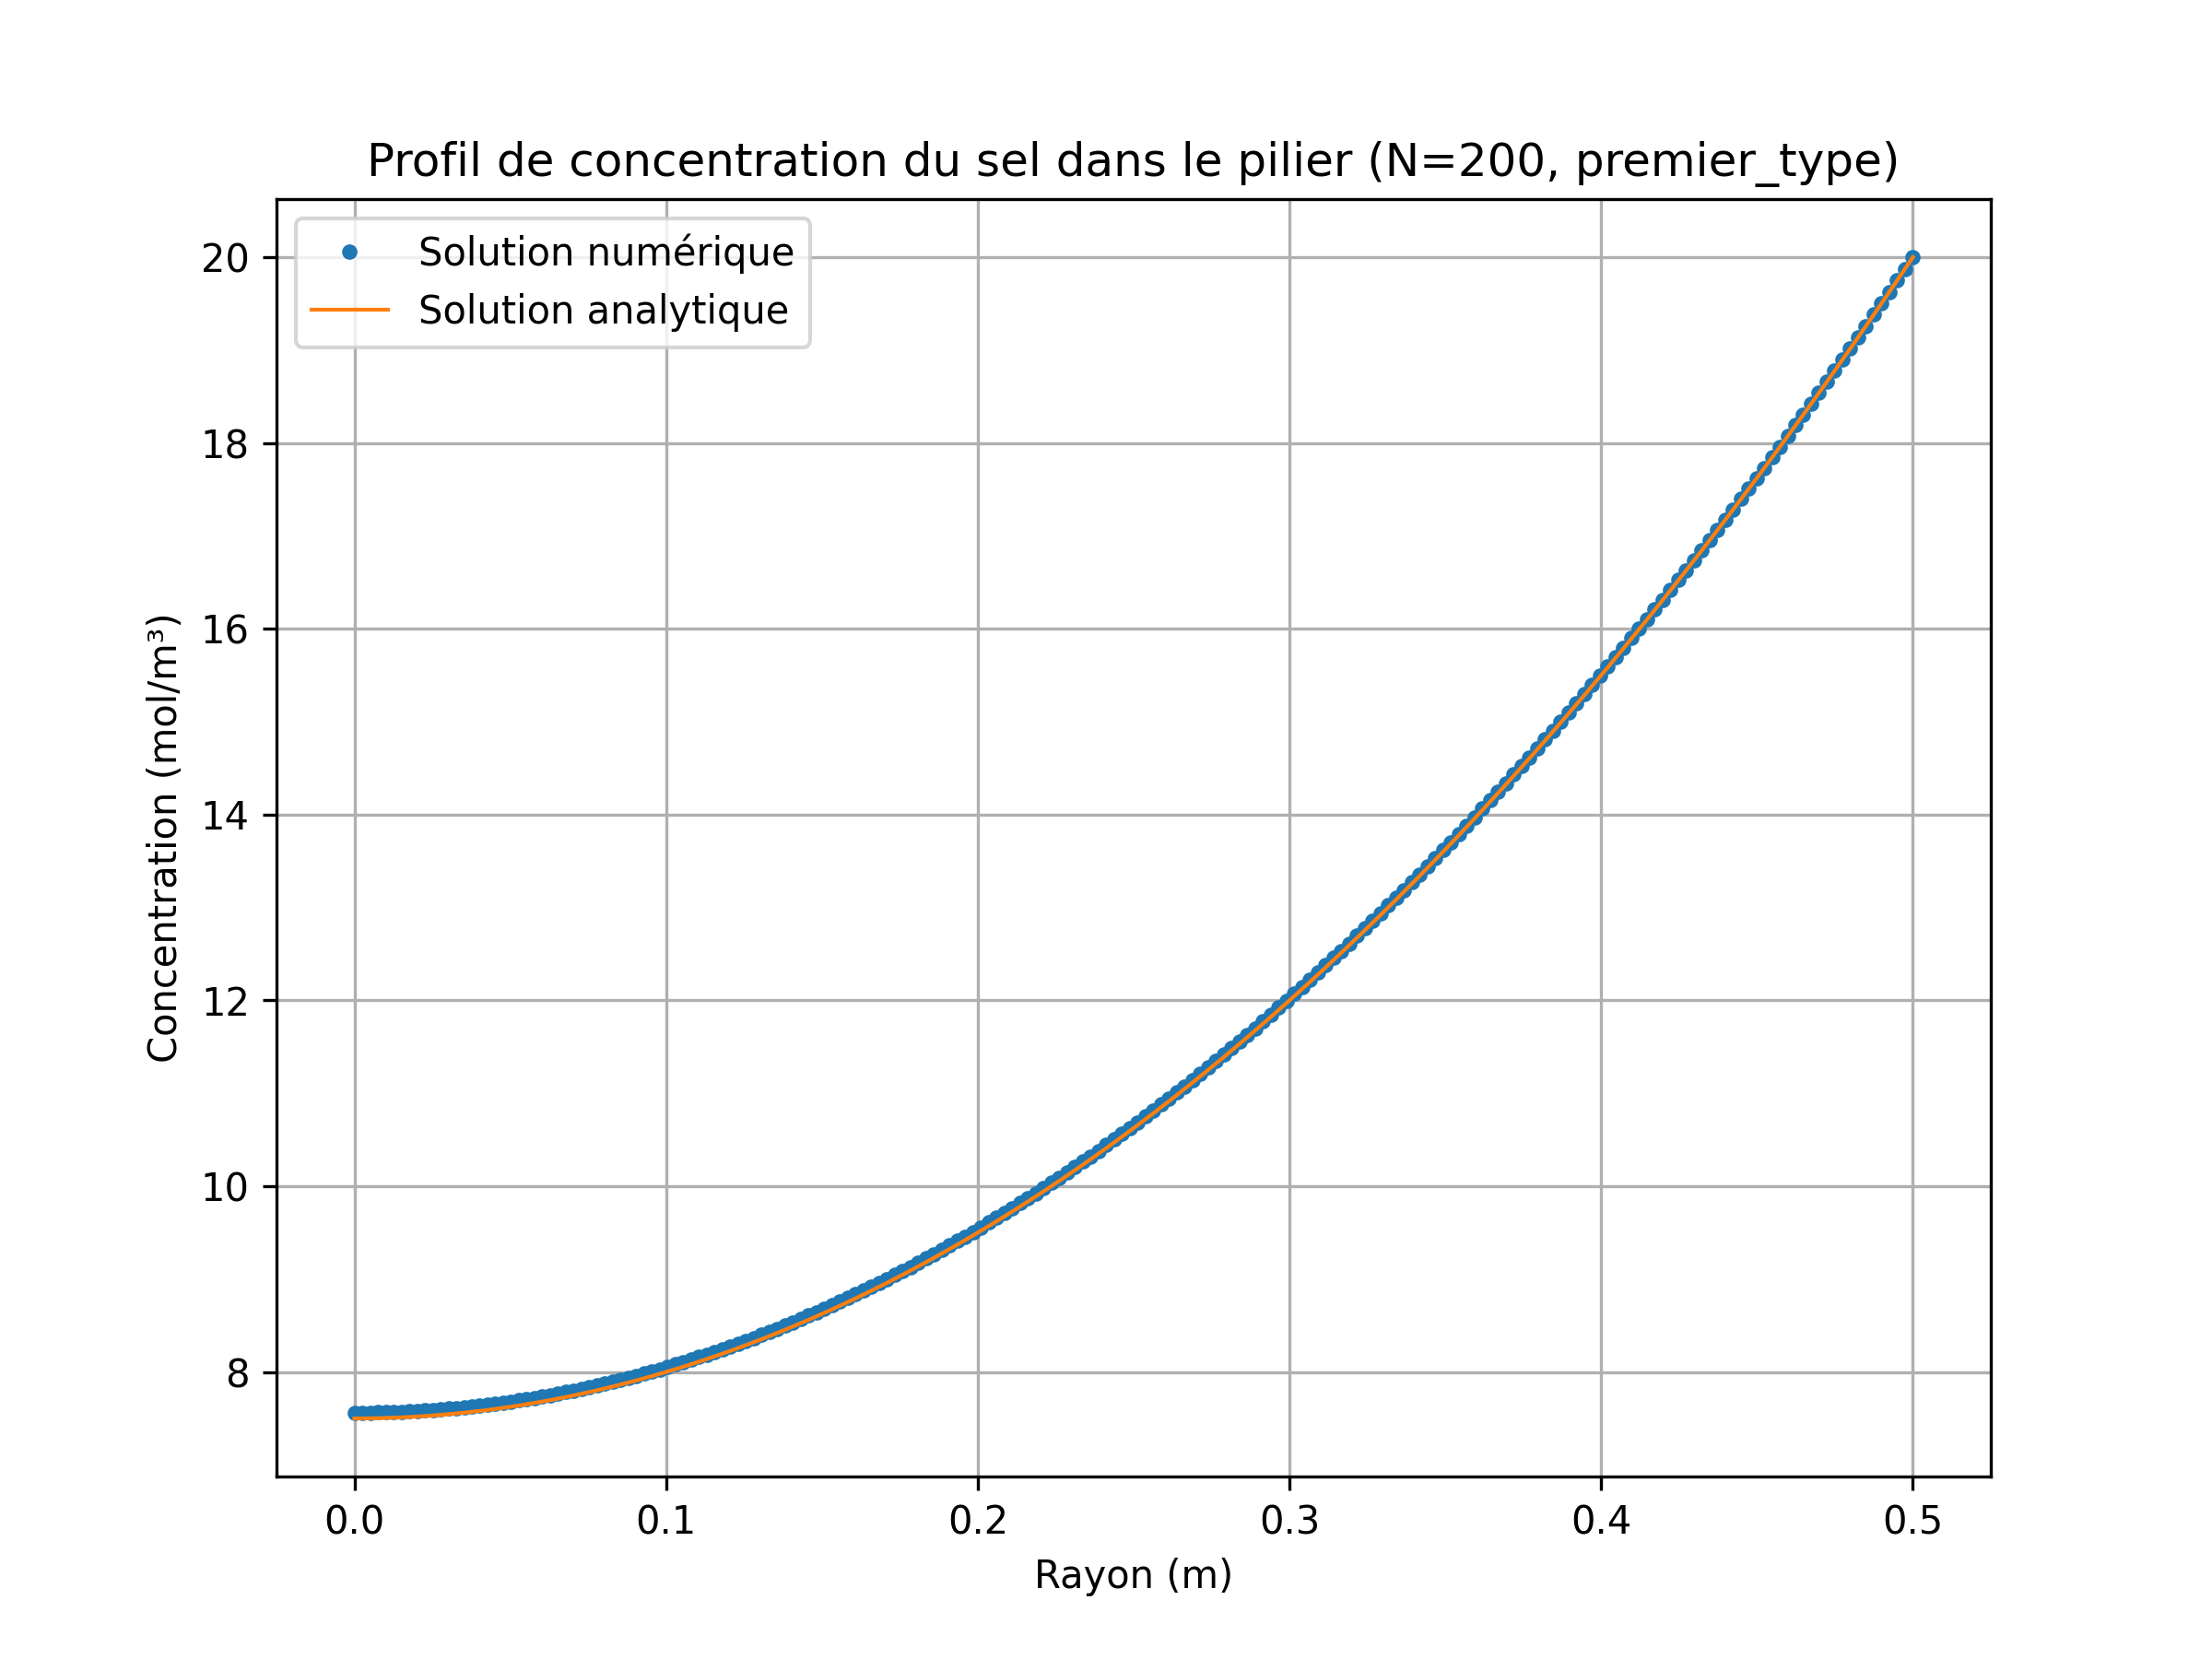 Profil de concentration du sel dans le pilier (N=200, premier_type)
Solution numérique
Solution analytique
Concentration (mol/m³)
20
18
16
14
12
10
8
0.0 0.1 0.2 0.3 0.4 0.5
Rayon (m)